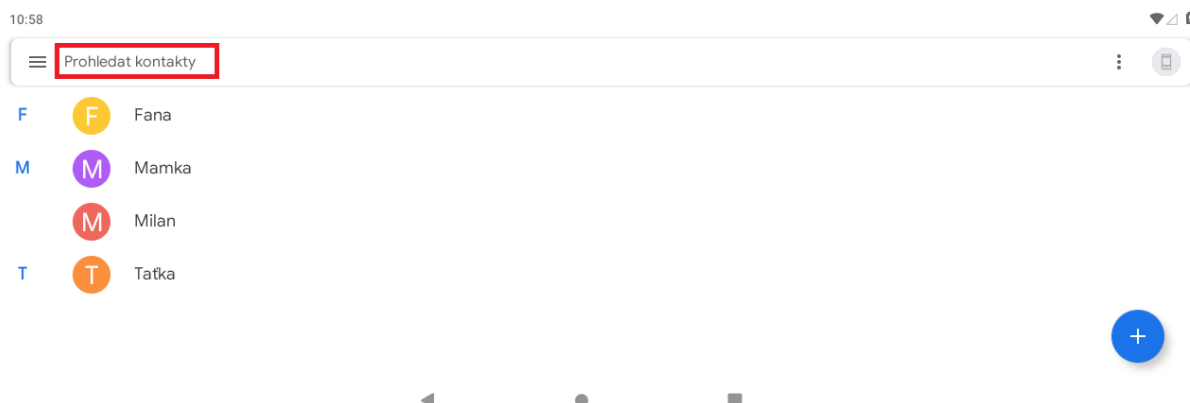 10:58
Prohledat kontakty
F F Fana
M M Mamka
M Milan
T T Taťka